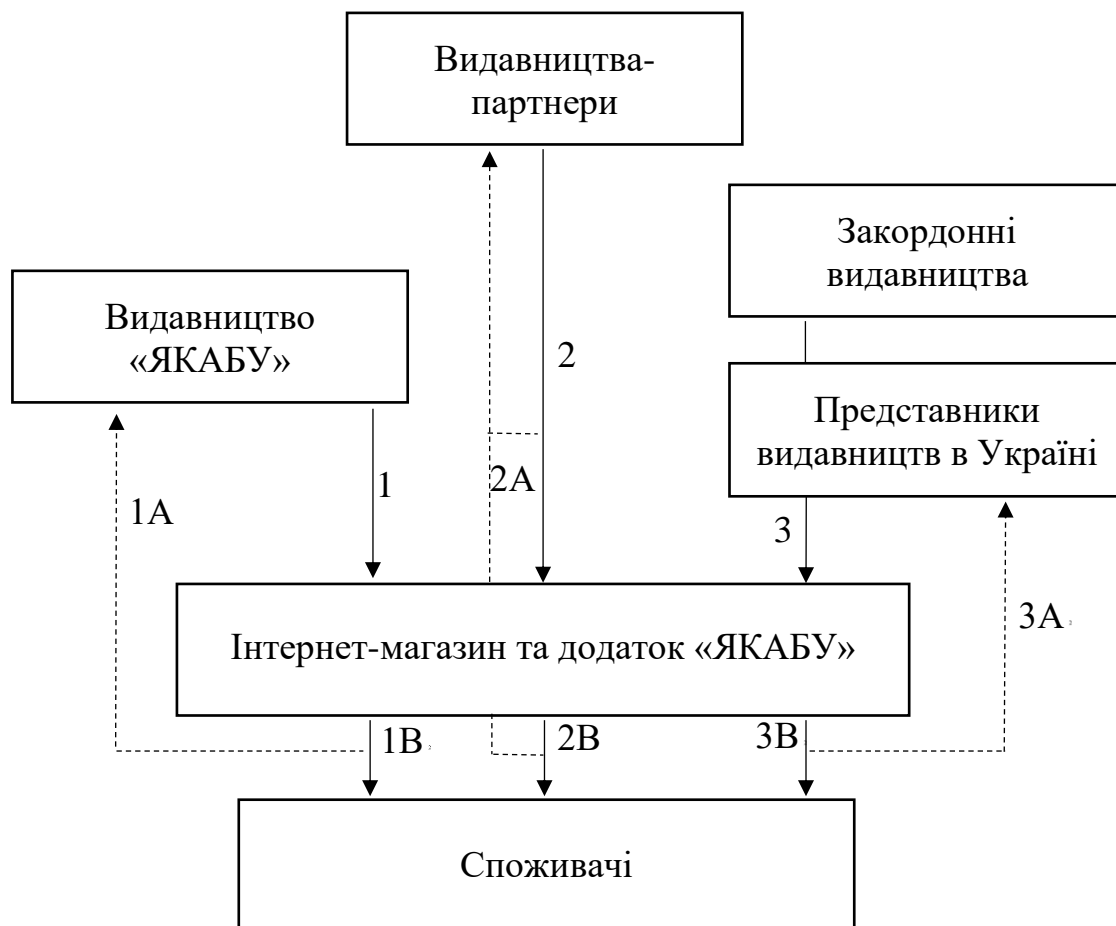 Видавництва-
партнери
Закордонні
видавництва
Видавництво
«ЯКАБУ»
2
Представники
видавництв в Україні
1
2А
1А
3
3А
Інтернет-магазин та додаток «ЯКАБУ»
1В
2В
3В
Споживачі